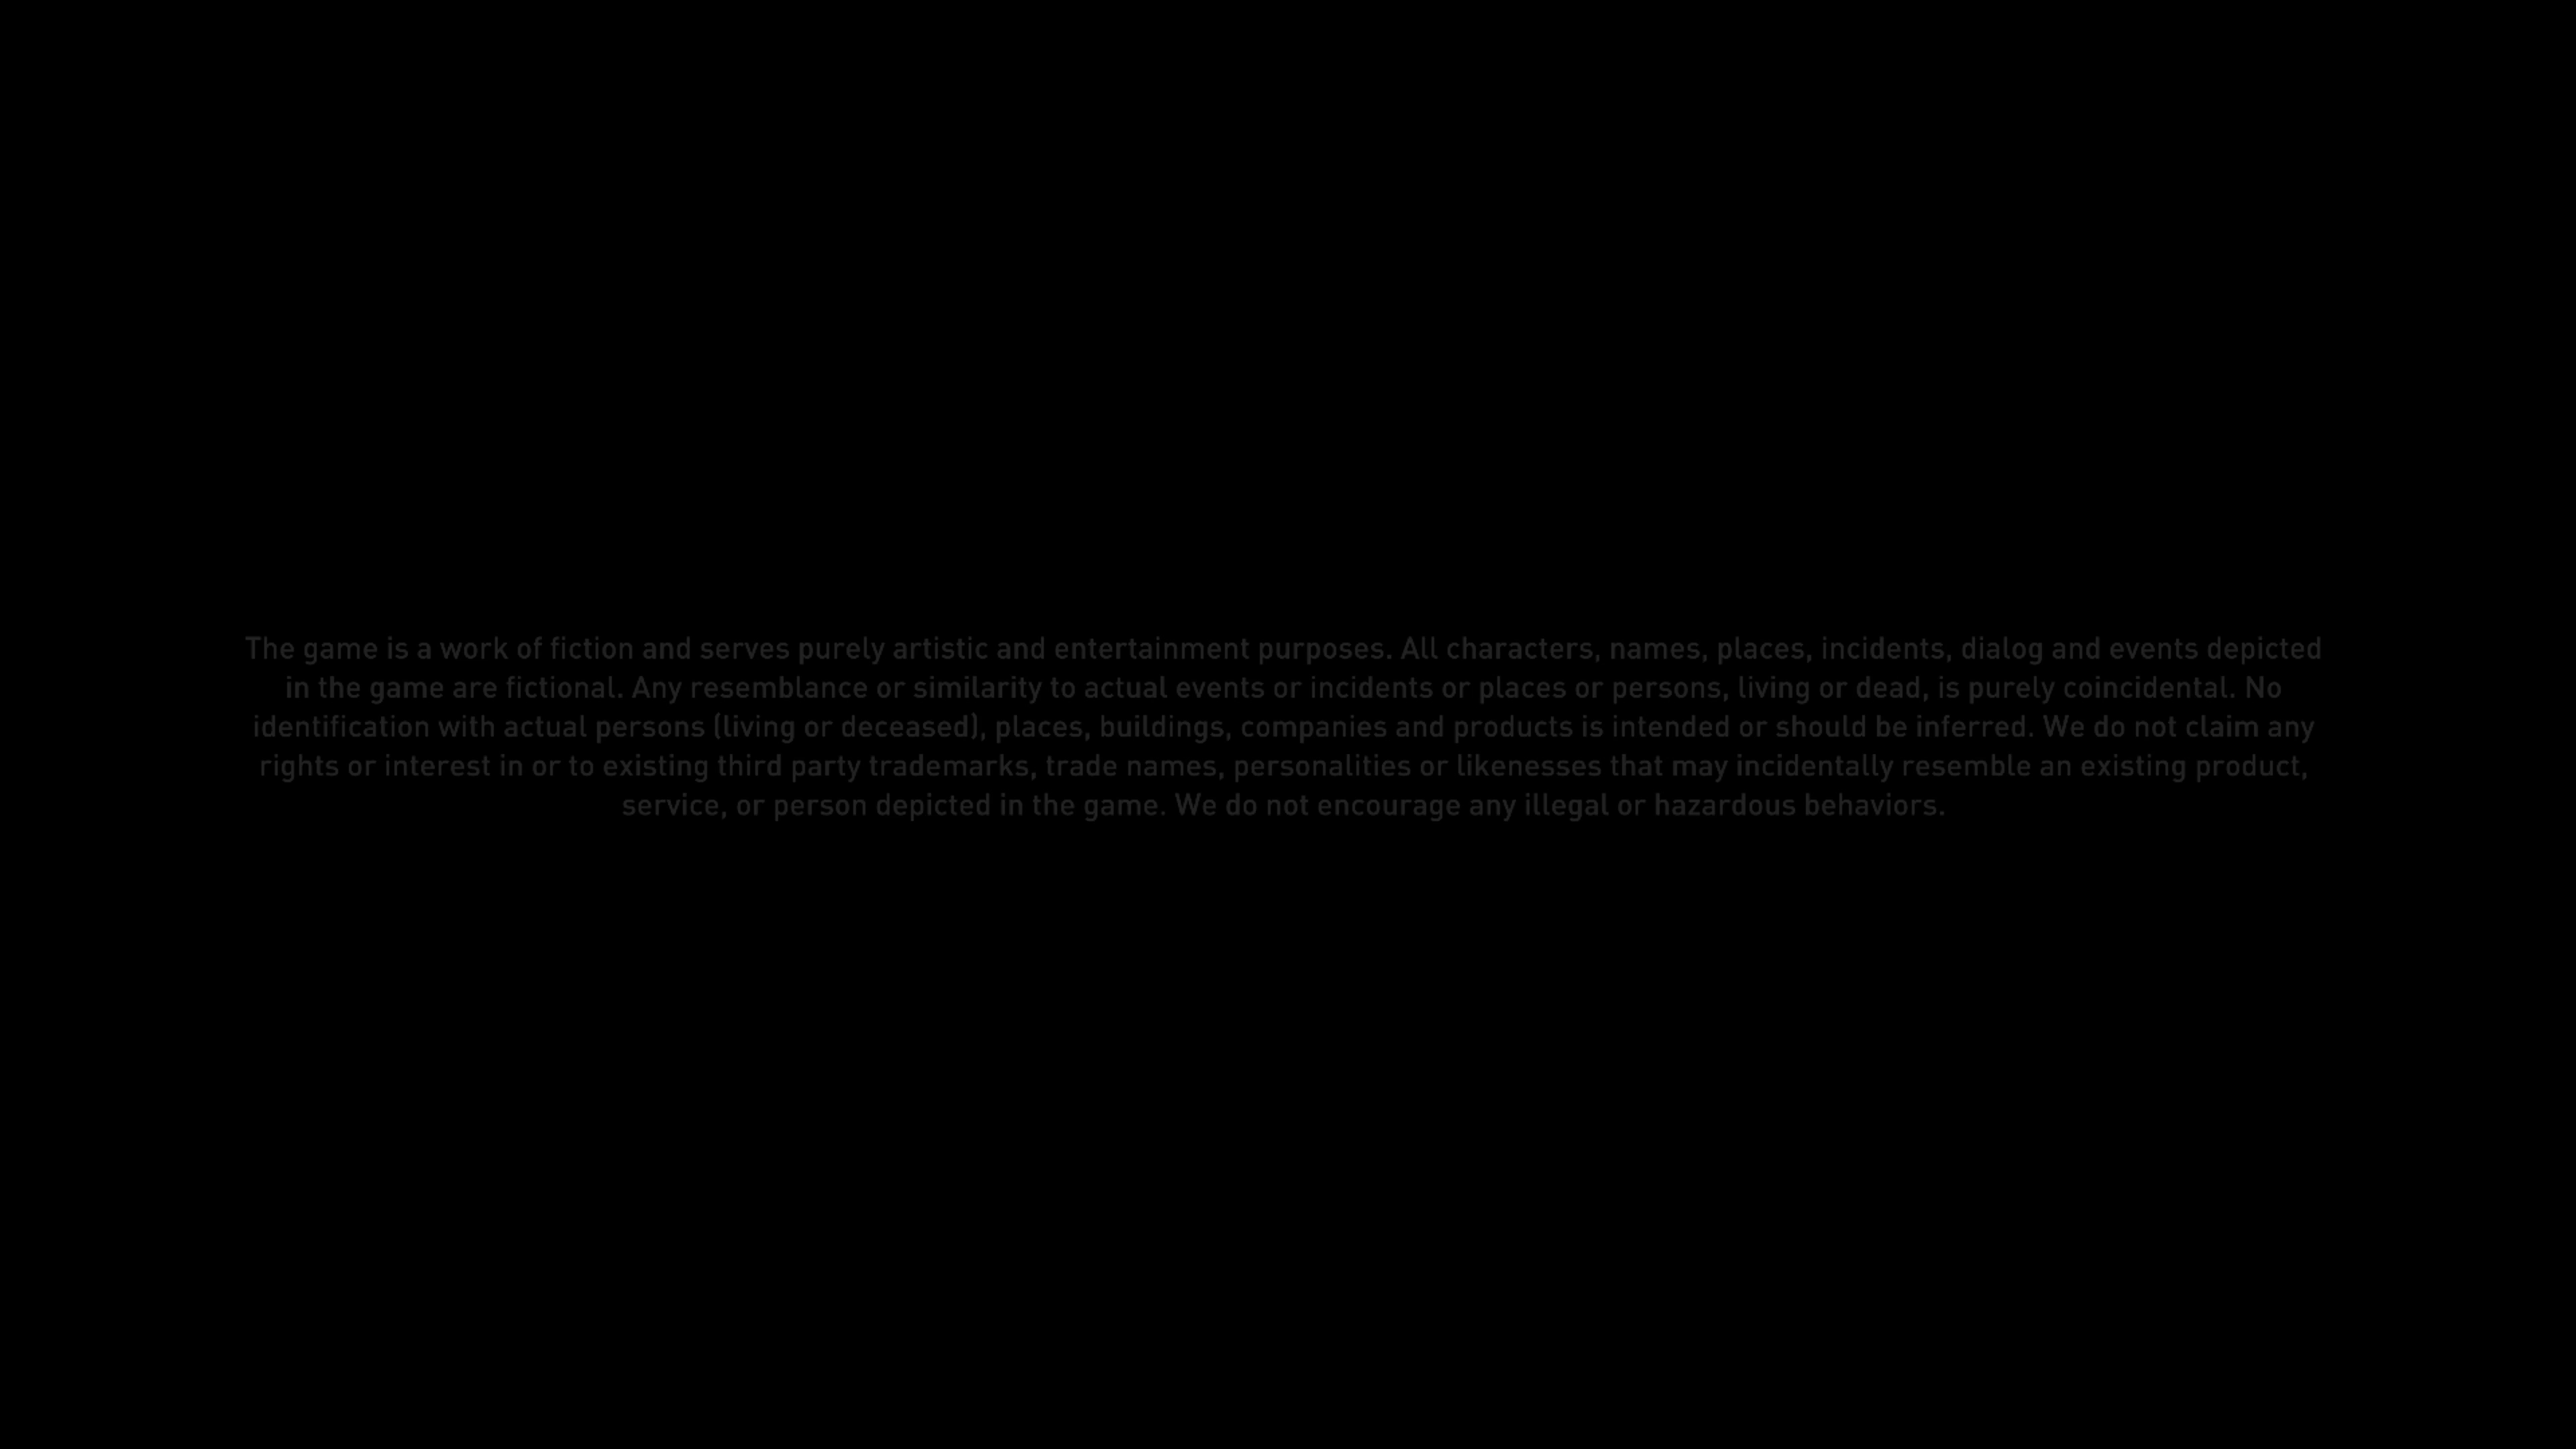 The game is a work of fiction and serves purely artistic and entertainment purposes. All characters, names, places, incidents, dialog and events depicted
in the game are fictional. Any resemblance or similarity to actual events or incidents or places or persons, living or dead, is purely coincidental. No
identification with actual persons (living or deceased), places, buildings, companies and products is intended or should be inferred. We do not claim any
rights or interest in or to existing third party trademarks, trade names, personalities or likenesses that may incidentally resemble an existing product,
service, or person depicted in the game. We do not encourage any illegal or hazardous behaviors.